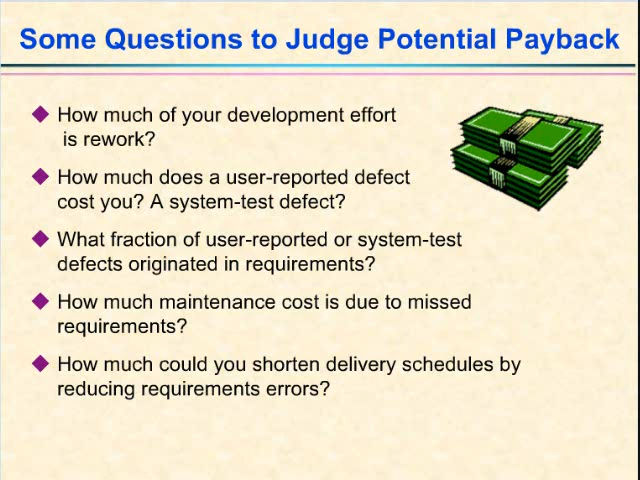 Some Questions to Judge Potential Payback
How much of your development effort
is rework?
How much does a user-reported defect
cost you? A system-test defect?
What fraction of user-reported or system-test
defects originated in requirements?
How much maintenance cost is due to missed
requirements?
How much could you shorten delivery schedules by
reducing requirements errors?